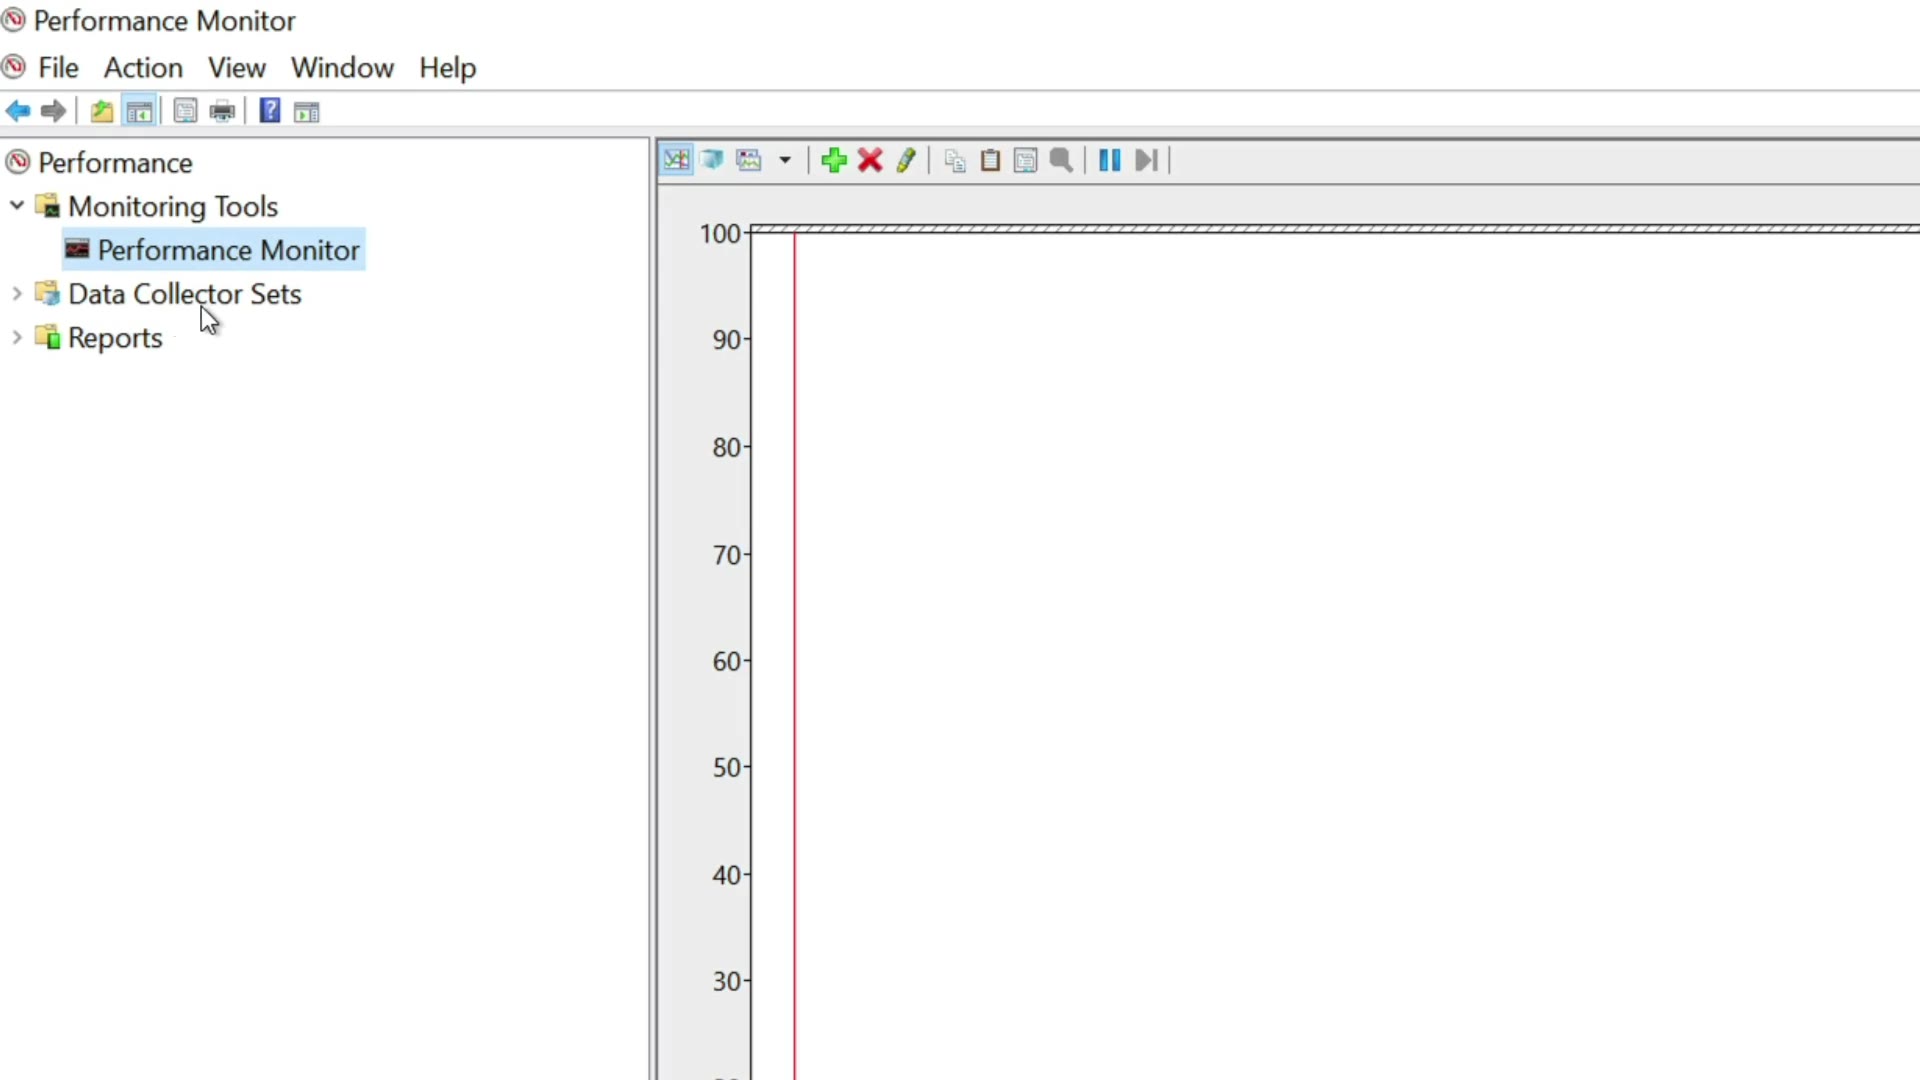 Performance Monitor
File Action View Window Help
Performance
Monitoring Tools
Performance Monitor
Data Collector Sets
Reports
100
90
80
70
60
50
40
30